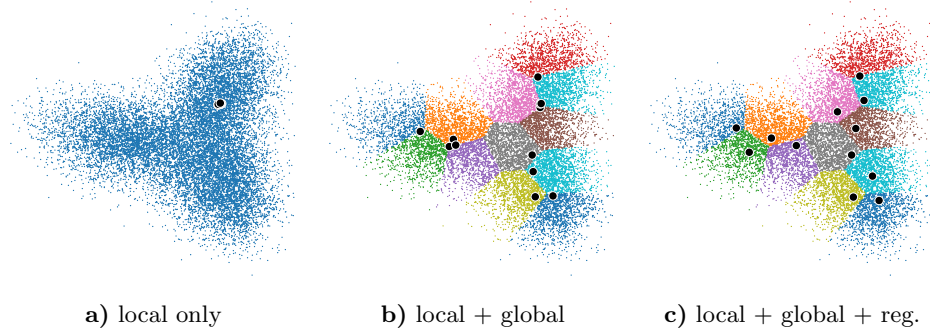 a) local only
b) local + global
c) local + global + reg.